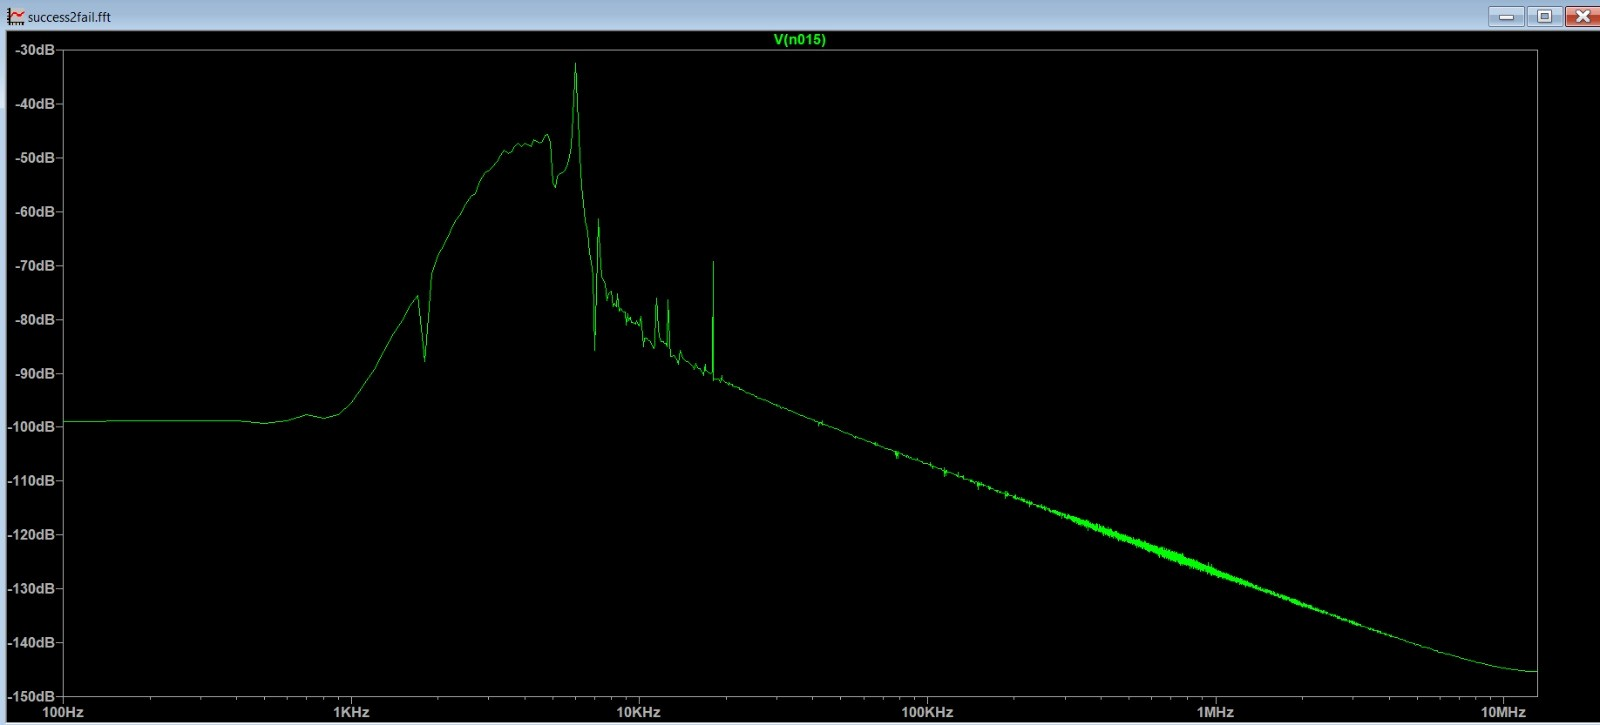 success2fail.fft
V(n015)
-30dB
-40dB
-50dB
-60dB
-70dB
-80dB
-90dB
-100dB
-110dB
-120dB
-130dB
-140dB
-150dB
100Hz 1KHz 10KHz 100KHz 1MHz 10MHz